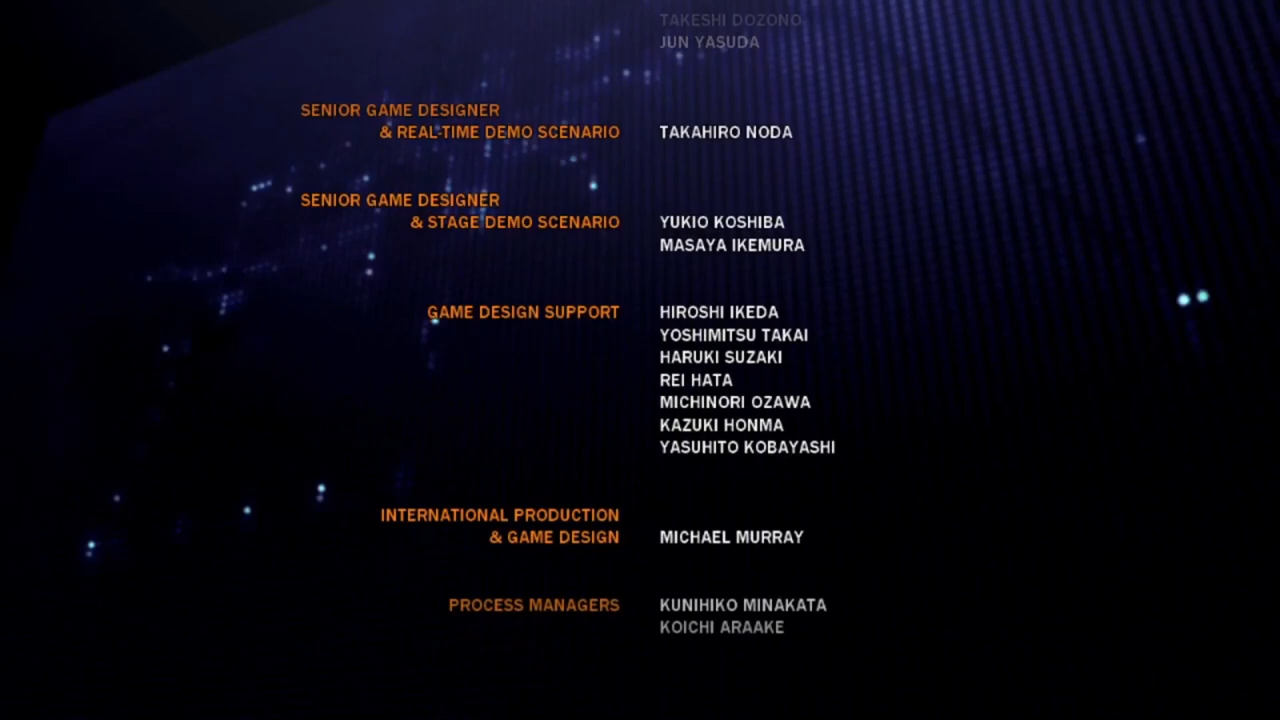 TAKESHI DOZONO
JUN YASUDA
SENIOR GAME DESIGNER
& REAL-TIME DEMO SCENARIO TAKAHIRO NODA
SENIOR GAME DESIGNER
& STAGE DEMO SCENARIO YUKIO KOSHIBA
MASAYA IKEMURA
GAME DESIGN SUPPORT HIROSHI IKEDA
YOSHIMITSU TAKAI
HARUKI SUZAKI
REI HATA
MICHINORI OZAWA
KAZUKI HONMA
YASUHITO KOBAYASHI
INTERNATIONAL PRODUCTION
& GAME DESIGN MICHAEL MURRAY
PROCESS MANAGERS KUNIHIKO MINAKATA
KOICHI ARAAKE